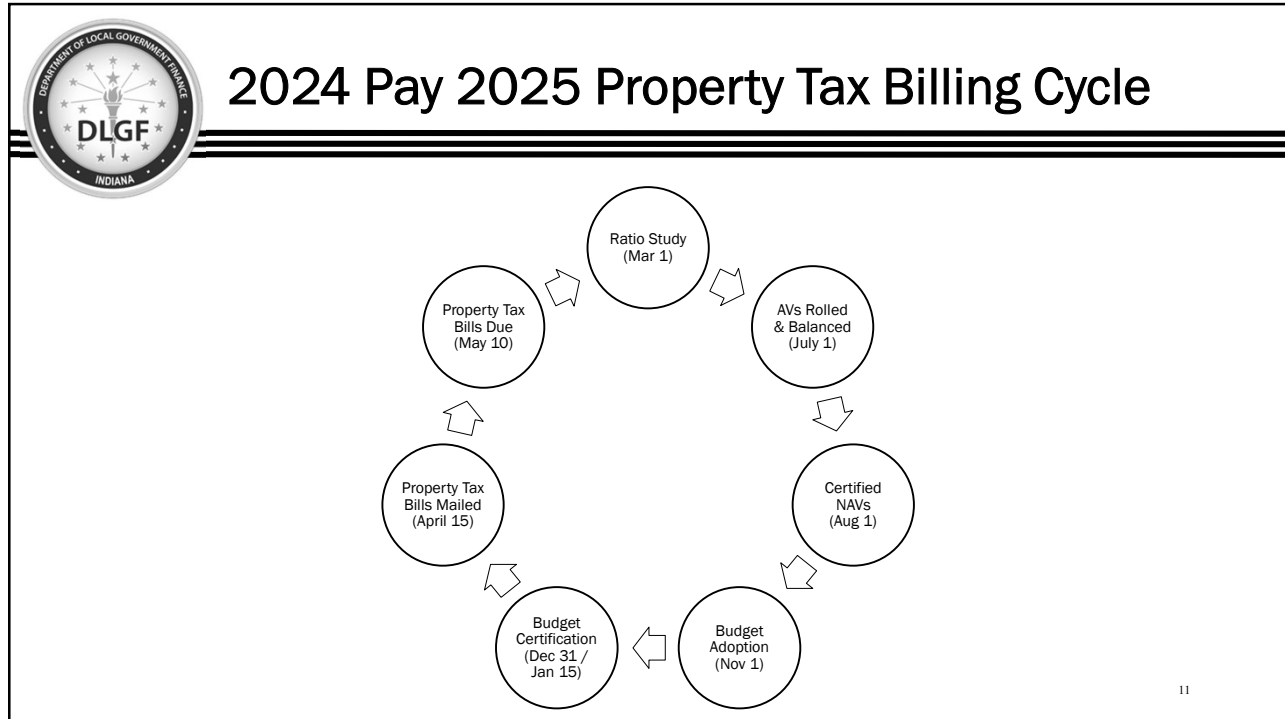 DEPARTMENT OF LOCAL GOVERNMENT FINANCE
DLGF
INDIANA
2024 Pay 2025 Property Tax Billing Cycle
Ratio Study
(Mar 1)
AVs Rolled
& Balanced
(July 1)
Certified
NAVs
(Aug 1)
Budget
Adoption
(Nov 1)
Budget
Certification
(Dec 31 /
Jan 15)
Property Tax
Bills Mailed
(April 15)
Property Tax
Bills Due
(May 10)
11